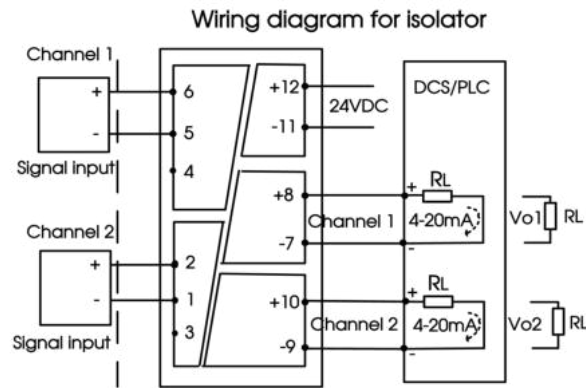 Wiring diagram for isolator
Channel 1
+
-
Signal input
6
5
4
+12
-11
24VDC
DCS/PLC
+8
-7
Channel 1
+
RL
4-20mA
-
Vo1
RL
Channel 2
+
-
Signal input
2
1
3
+10
-9
Channel 2
+
RL
4-20mA
-
Vo2
RL